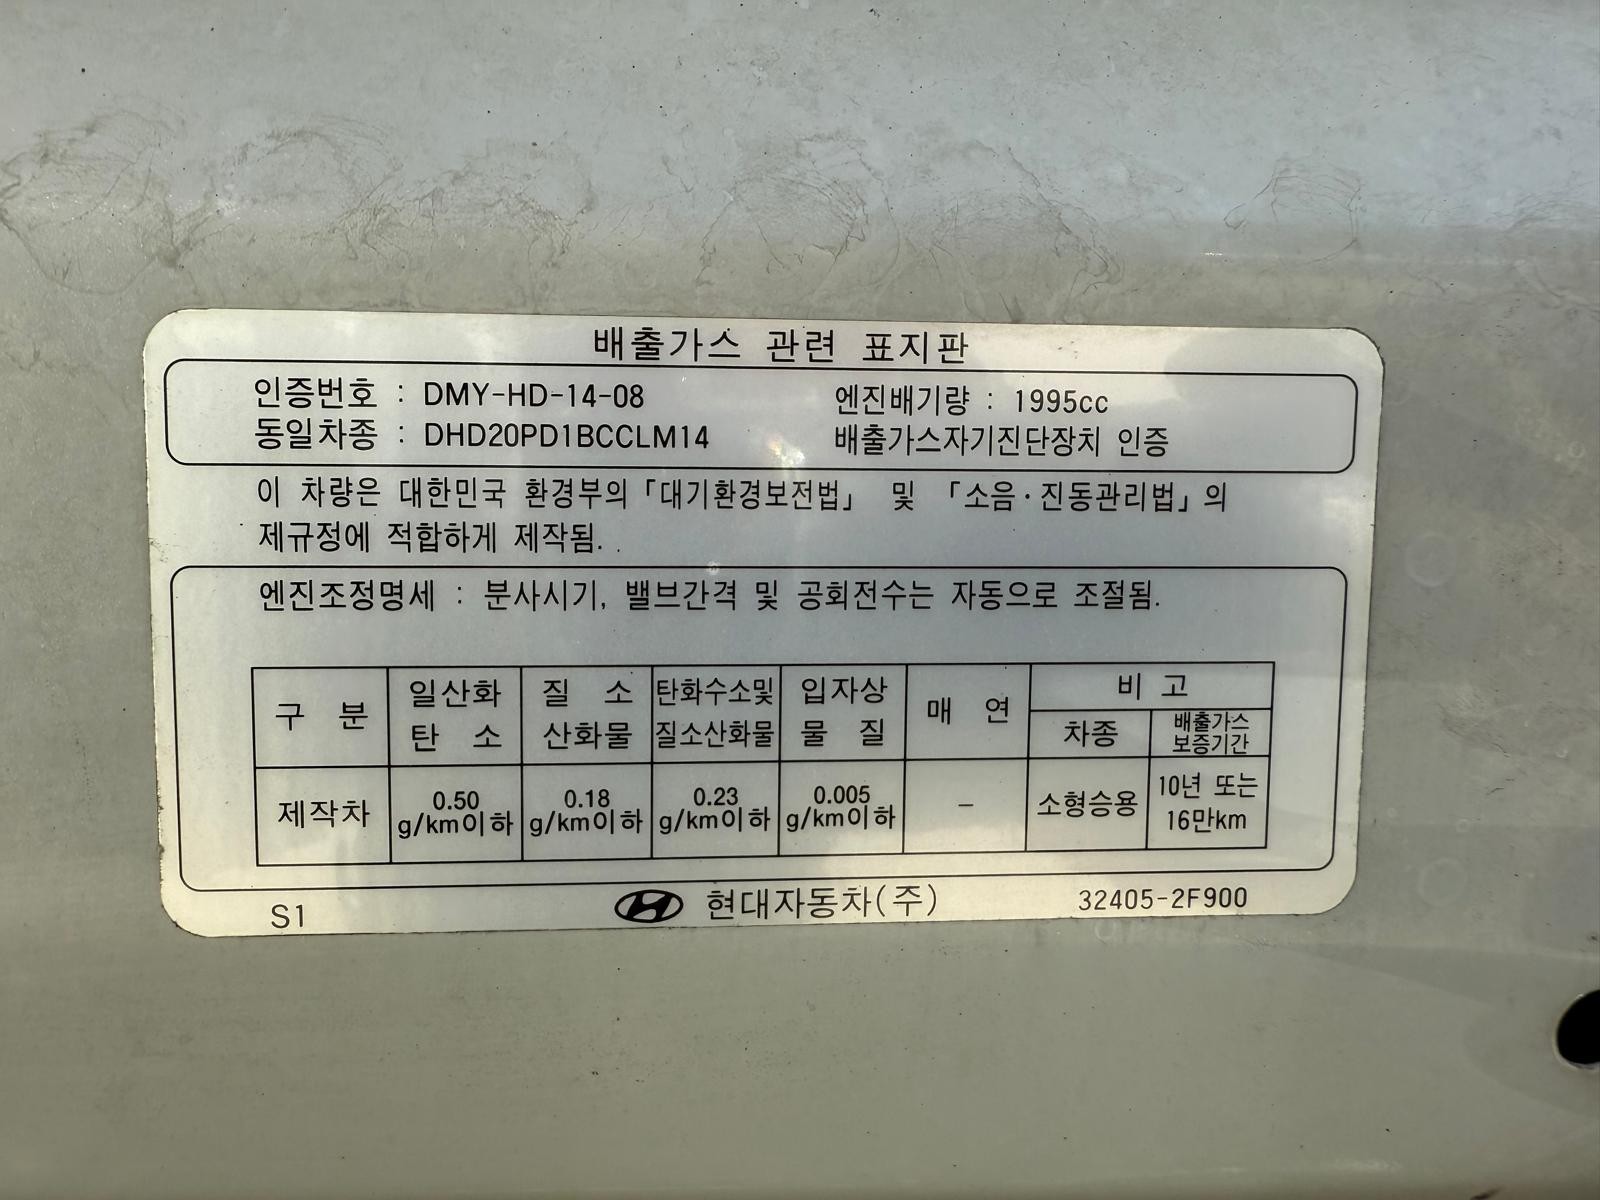 배출가스 관련 표지판
인증번호 : DMY-HD-14-08 엔진배기량 : 1995cc
동일차종 : DHD20PD1BCCLM14 배출가스자기진단장치 인증
이 차량은 대한민국 환경부의 「대기환경보전법」 및 「소음·진동관리법」의
제규정에 적합하게 제작됨.
엔진조정명세 : 분사시기, 밸브간격 및 공회전수는 자동으로 조절됨.
구 분 일산화 탄 소 질 소 산화물 탄화수소및 질소산화물 입자상 물 질 매 연 비 고
차종 배출가스 보증기간
제작차 0.50 g/km이하 0.18 g/km이하 0.23 g/km이하 0.005 g/km이하 - 소형승용 10년 또는 16만km
S1 현대자동차(주) 32405-2F900